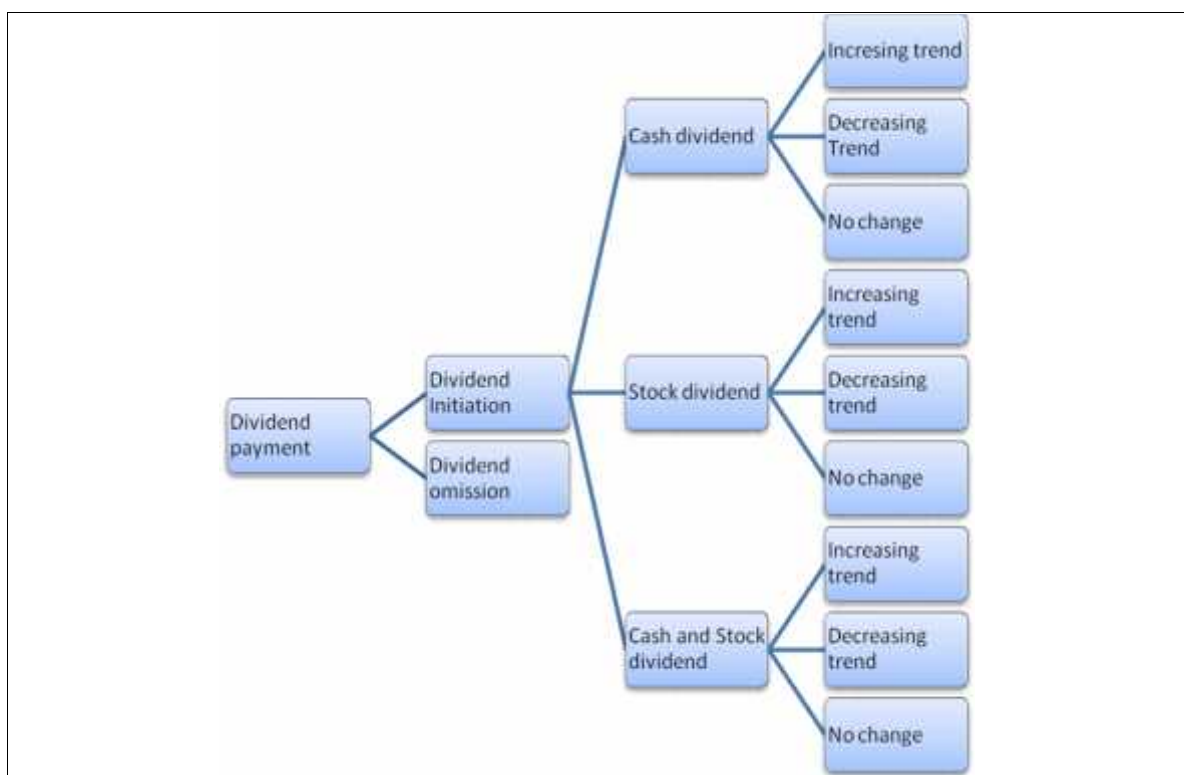 Incresing trend
Cash dividend
Decreasing
Trend
No change
Increasing
trend
Dividend
Initiation
Stock dividend
Decreasing
trend
Dividend
payment
Dividend
omission
No change
Increasing
trend
Cash and Stock
dividend
Decreasing
trend
No change